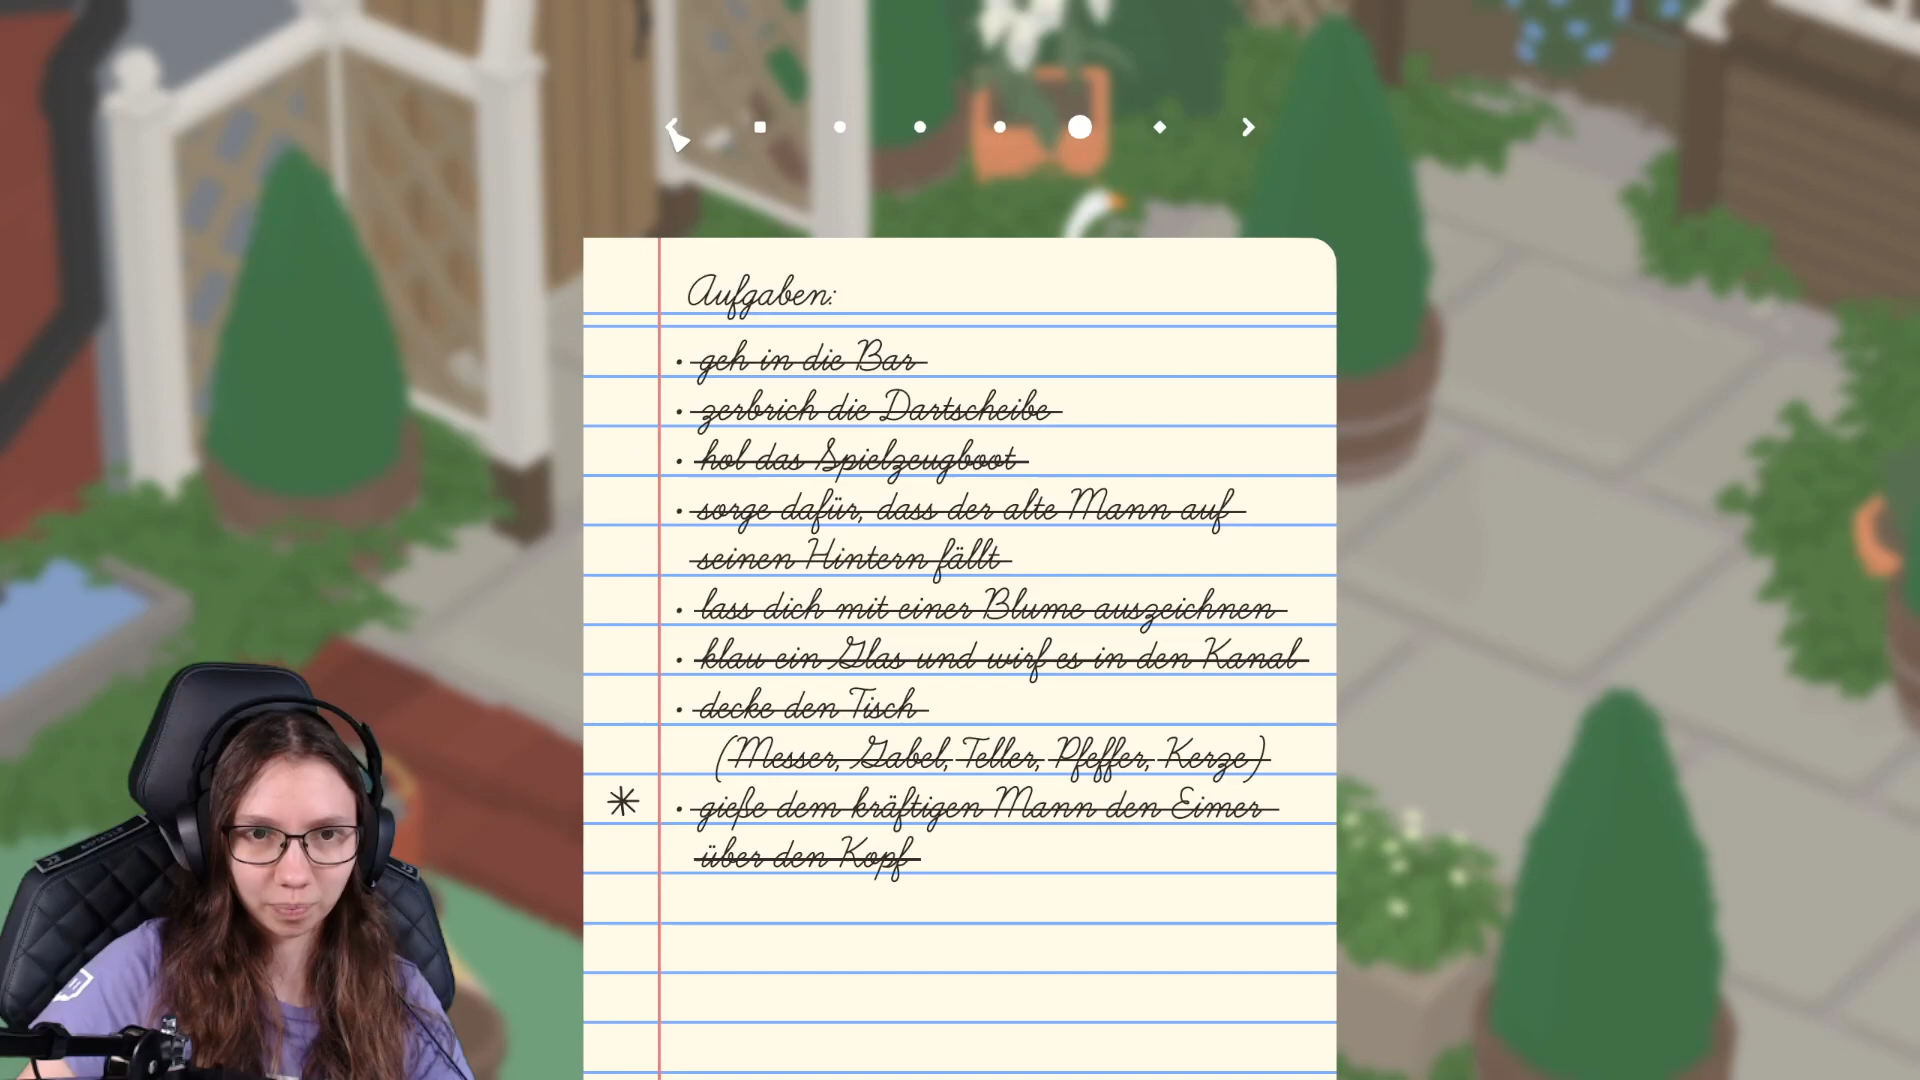 Aufgaben:
• geh in die Bar
• zerbrich die Dartscheibe
• hol das Spielzeugboot
• sorge dafür, dass der alte Mann auf
seinen Hintern fällt
• lass dich mit einer Blume auszeichnen
• klau ein Glas und wirf es in den Kanal
• decke den Tisch
(Messer, Gabel, Teller, Pfeffer, Kerze)
• gieße dem kräftigen Mann den Eimer
über den Kopf